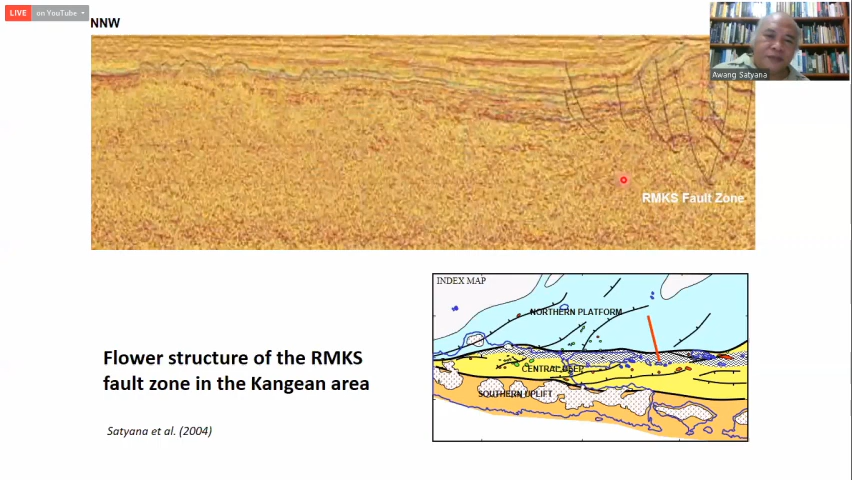 LIVE on YouTube
NNW
Awang Satyana
RMKS Fault Zone
INDEX MAP
NORTHERN PLATFORM
CENTRAL DEEP
SOUTHERN UPLIFT
Flower structure of the RMKS
fault zone in the Kangean area
Satyana et al. (2004)